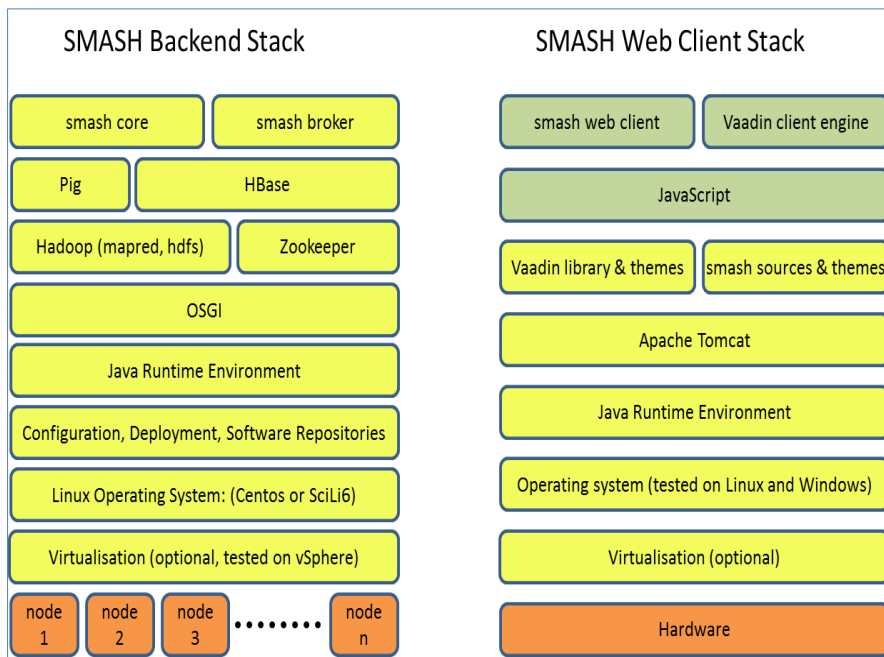 SMASH Backend Stack
smash core
smash broker
Pig
HBase
Hadoop (mapred, hdfs)
Zookeeper
OSGI
Java Runtime Environment
Configuration, Deployment, Software Repositories
Linux Operating System: (Centos or SciLi6)
Virtualisation (optional, tested on vSphere)
node
1
node
2
node
3
node
n
SMASH Web Client Stack
smash web client
Vaadin client engine
JavaScript
Vaadin library & themes
smash sources & themes
Apache Tomcat
Java Runtime Environment
Operating system (tested on Linux and Windows)
Virtualisation (optional)
Hardware